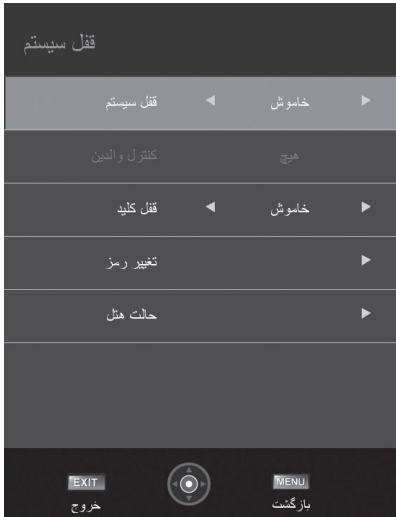 قفل سیستم
قفل سیستم ◄ خاموش ►
کنترل والدین هیچ
قفل کلید ◄ خاموش ►
تغییر رمز ►
حالت هتل ►
EXIT MENU
خروج بازگشت